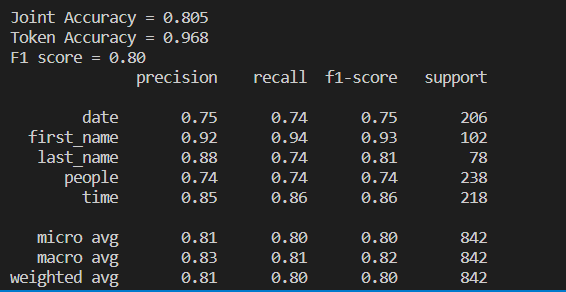 Joint Accuracy = 0.805
Token Accuracy = 0.968
F1 score = 0.80
precision recall f1-score support
date 0.75 0.74 0.75 206
first_name 0.92 0.94 0.93 102
last_name 0.88 0.74 0.81 78
people 0.74 0.74 0.74 238
time 0.85 0.86 0.86 218
micro avg 0.81 0.80 0.80 842
macro avg 0.83 0.81 0.82 842
weighted avg 0.81 0.80 0.80 842